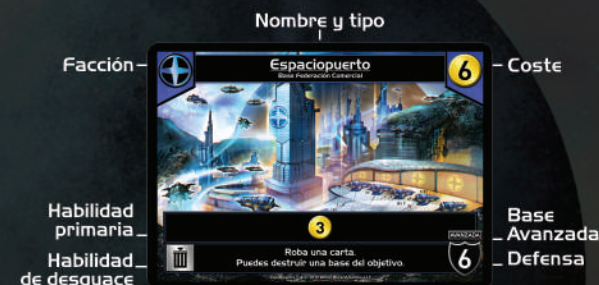 Nombre y tipo
Facción
Espaciopuerto
Base Federación Comercial
6
Coste
3
Habilidad
primaria
Base
Avanzada
AVANZADA
Habilidad
de desguace
Roba una carta.
Puedes destruir una base del objetivo.
6
Defensa